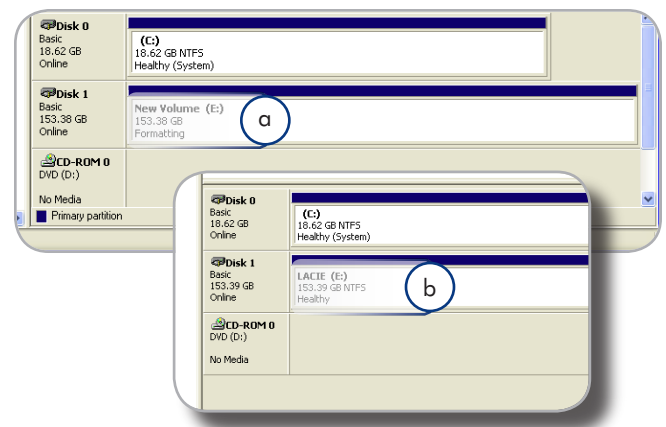 Disk 0
Basic
18.62 GB
Online
(C:)
18.62 GB NTFS
Healthy (System)
Disk 1
Basic
153.38 GB
Online
New Volume (E:)
153.38 GB
Formatting
a
CD-ROM 0
DVD (D:)
No Media
Primary partition
Disk 0
Basic
18.62 GB
Online
(C:)
18.62 GB NTFS
Healthy (System)
Disk 1
Basic
153.39 GB
Online
LACIE (E:)
153.39 GB NTFS
Healthy
b
CD-ROM 0
DVD (D:)
No Media